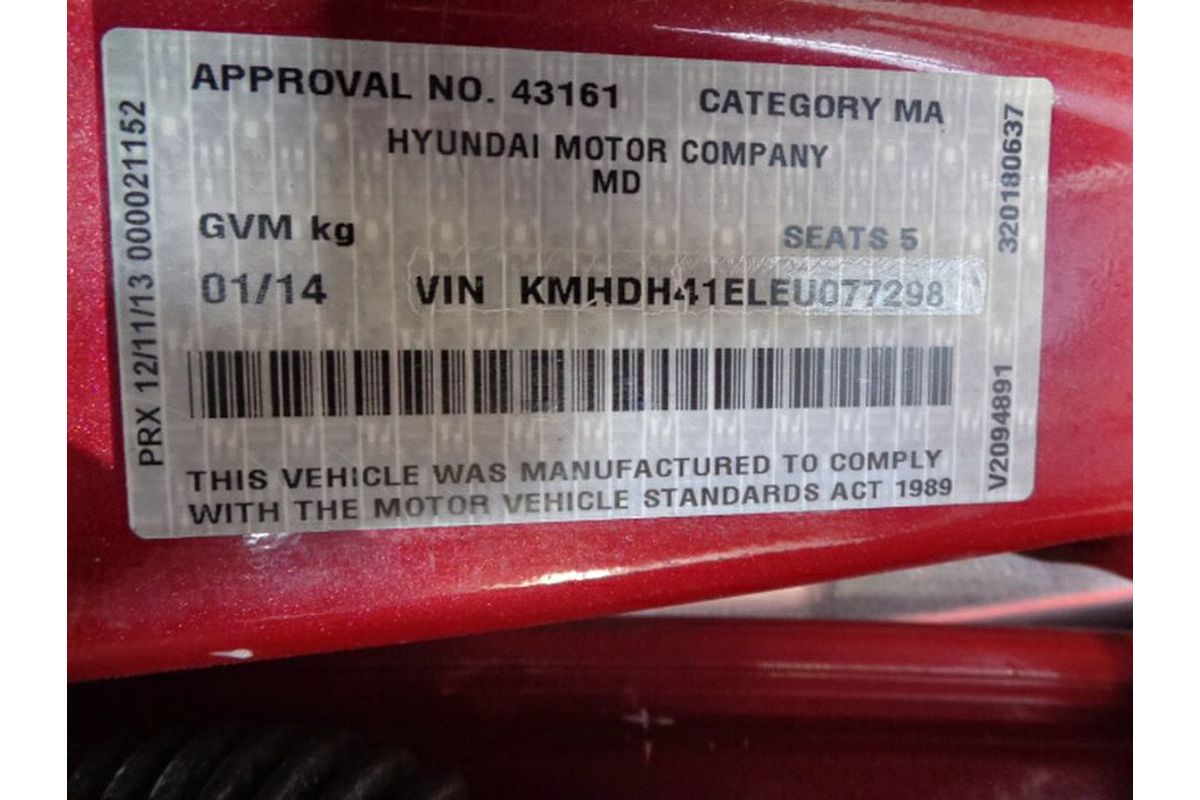 APPROVAL NO. 43161 CATEGORY MA
HYUNDAI MOTOR COMPANY
MD
GVM kg SEATS 5
01/14 VIN KMHDH41ELEU077298
THIS VEHICLE WAS MANUFACTURED TO COMPLY
WITH THE MOTOR VEHICLE STANDARDS ACT 1989
PRX 12/11/13 000021152
V2094891 320180637